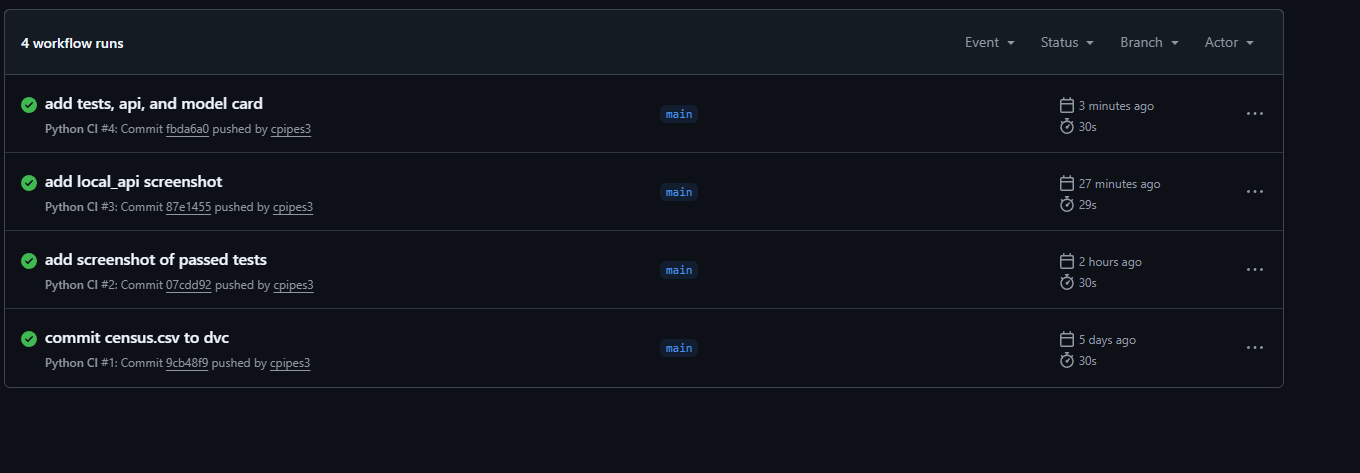 4 workflow runs
Event Status Branch Actor
add tests, api, and model card
Python CI #4: Commit fbda6a0 pushed by cpipes3
main
3 minutes ago
30s
add local_api screenshot
Python CI #3: Commit 87e1455 pushed by cpipes3
main
27 minutes ago
29s
add screenshot of passed tests
Python CI #2: Commit 07cdd92 pushed by cpipes3
main
2 hours ago
30s
commit census.csv to dvc
Python CI #1: Commit 9cb48f9 pushed by cpipes3
main
5 days ago
30s